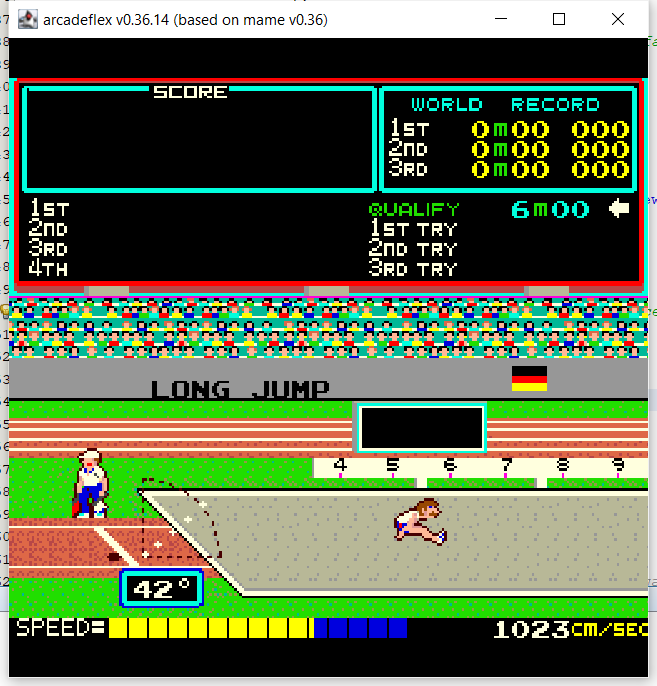 arcadeflex v0.36.14 (based on mame v0.36)
SCORE
WORLD RECORD
1ST 0m00 000
2ND 0m00 000
3RD 0m00 000
1ST QUALIFY 6m00
2ND 1ST TRY
3RD 2ND TRY
4TH 3RD TRY
LONG JUMP
4 5 6 7 8 9
42°
SPEED= 1023CM/SEC